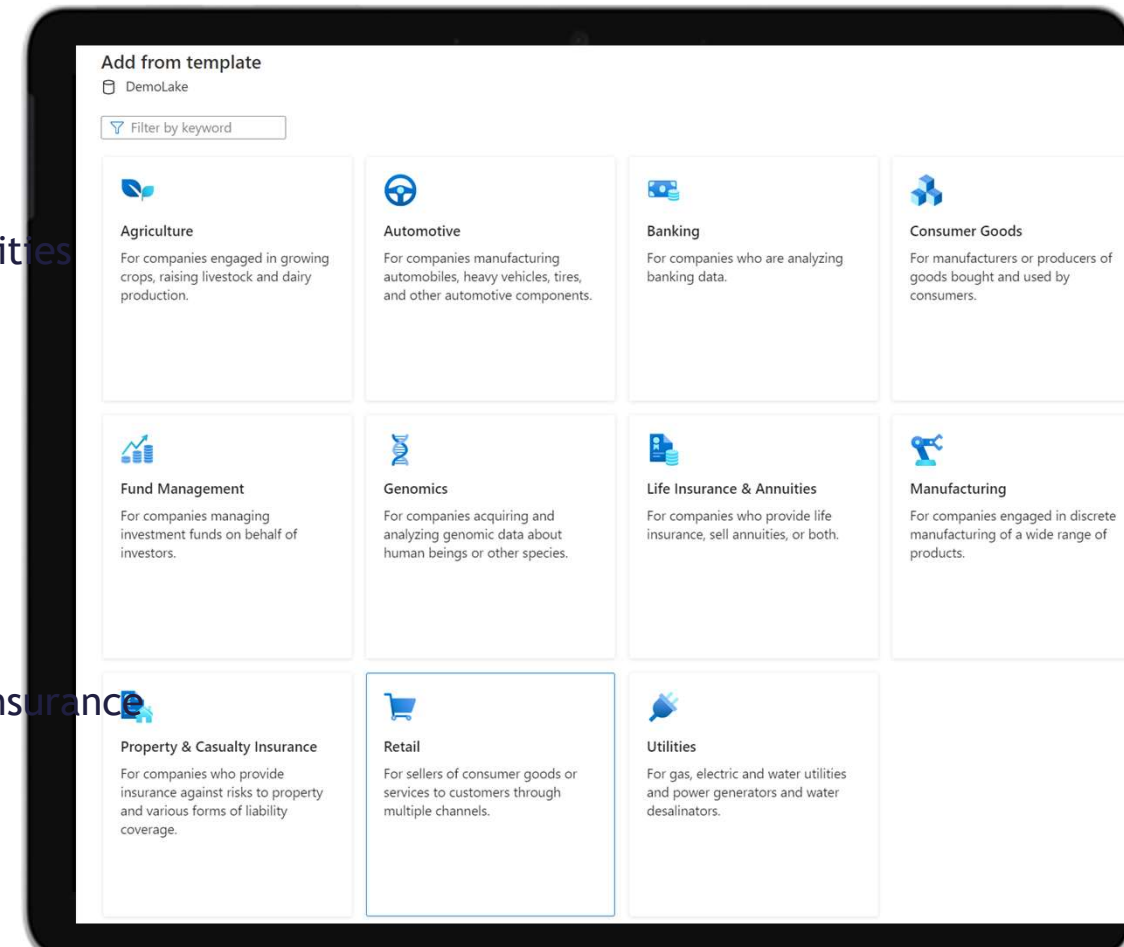 Add from template
DemoLake
Filter by keyword
Agriculture
For companies engaged in growing
crops, raising livestock and dairy
production.
Automotive
For companies manufacturing
automobiles, heavy vehicles, tires,
and other automotive components.
Banking
For companies who are analyzing
banking data.
Consumer Goods
For manufacturers or producers of
goods bought and used by
consumers.
ities
Fund Management
For companies managing
investment funds on behalf of
investors.
Genomics
For companies acquiring and
analyzing genomic data about
human beings or other species.
Life Insurance & Annuities
For companies who provide life
insurance, sell annuities, or both.
Manufacturing
For companies engaged in discrete
manufacturing of a wide range of
products.
nsurance
Property & Casualty Insurance
For companies who provide
insurance against risks to property
and various forms of liability
coverage.
Retail
For sellers of consumer goods or
services to customers through
multiple channels.
Utilities
For gas, electric and water utilities
and power generators and water
desalinators.